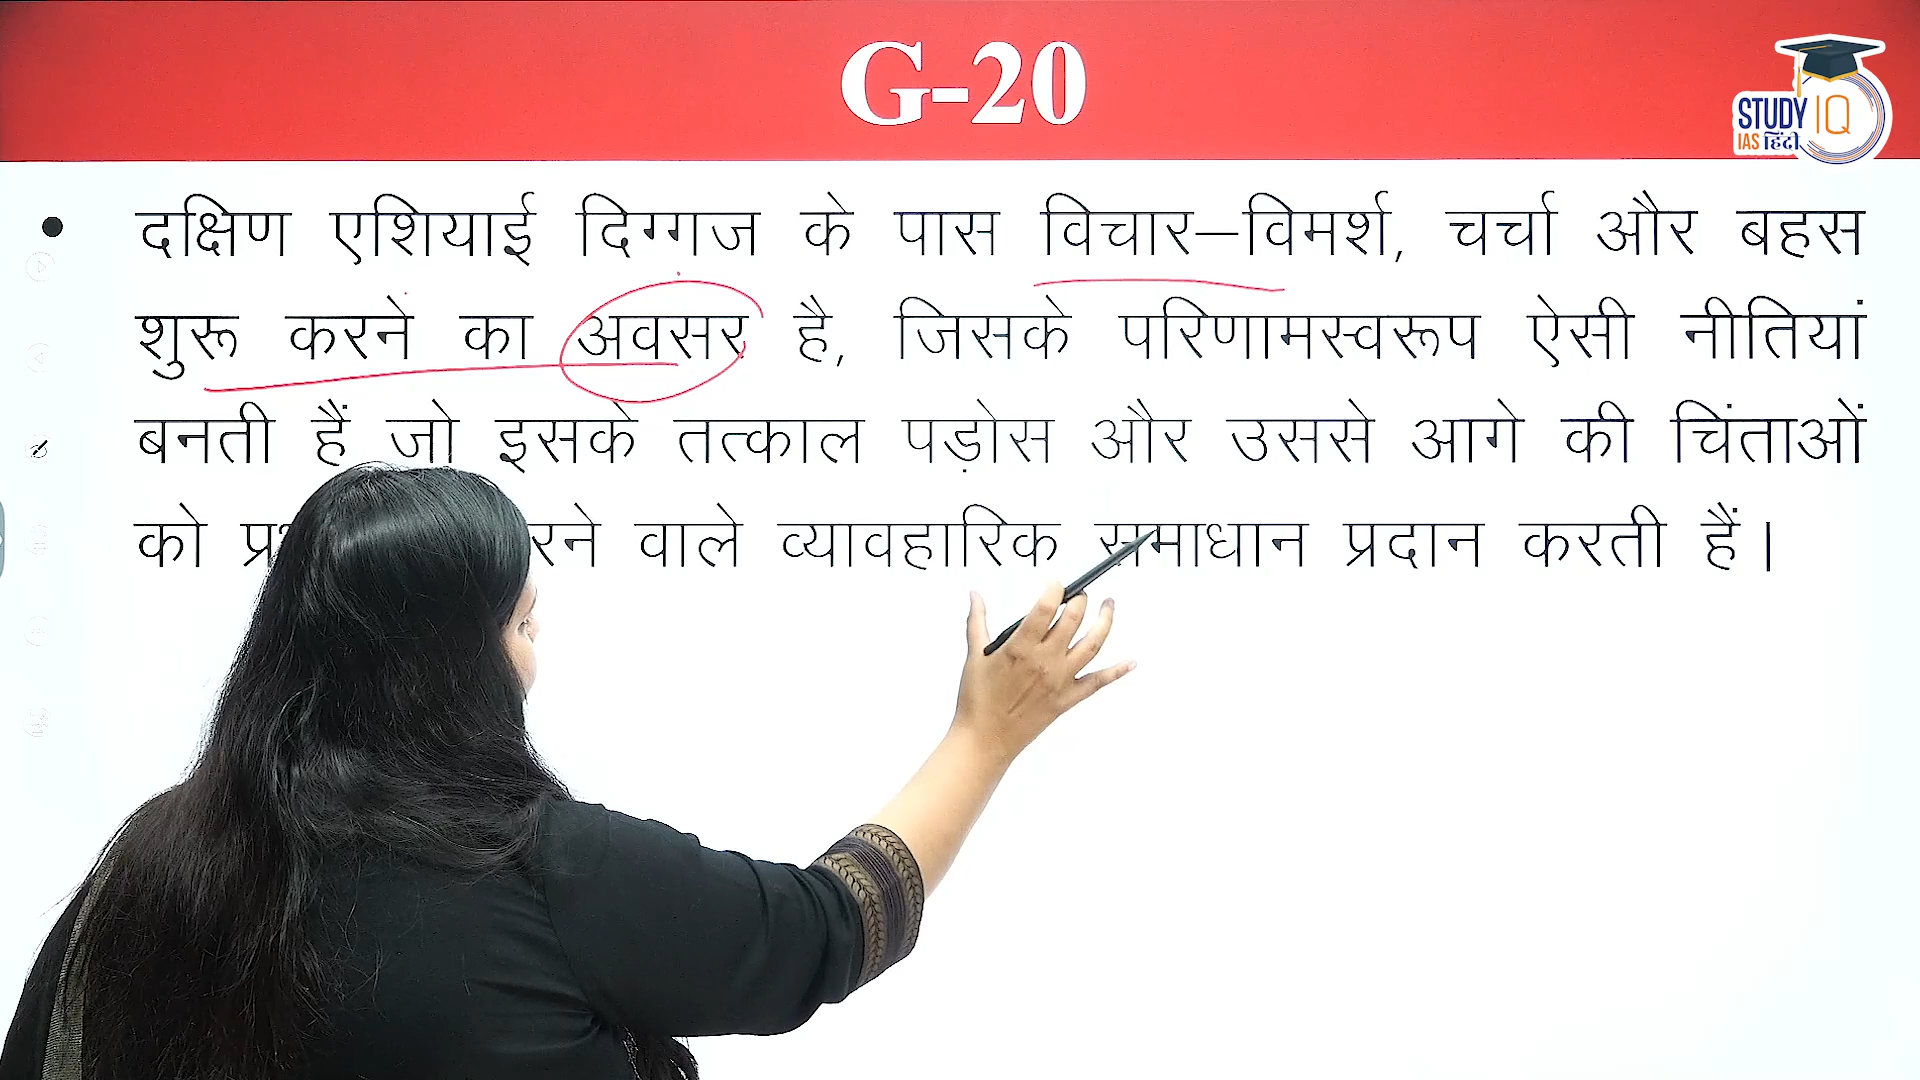 G-20
STUDY IQ
IAS हिंदी
• दक्षिण एशियाई दिग्गज के पास विचार–विमर्श, चर्चा और बहस
शुरू करने का अवसर है, जिसके परिणामस्वरूप ऐसी नीतियां
बनती हैं जो इसके तत्काल पड़ोस और उससे आगे की चिंताओं
को वाले व्यावहारिक समाधान प्रदान करती हैं।